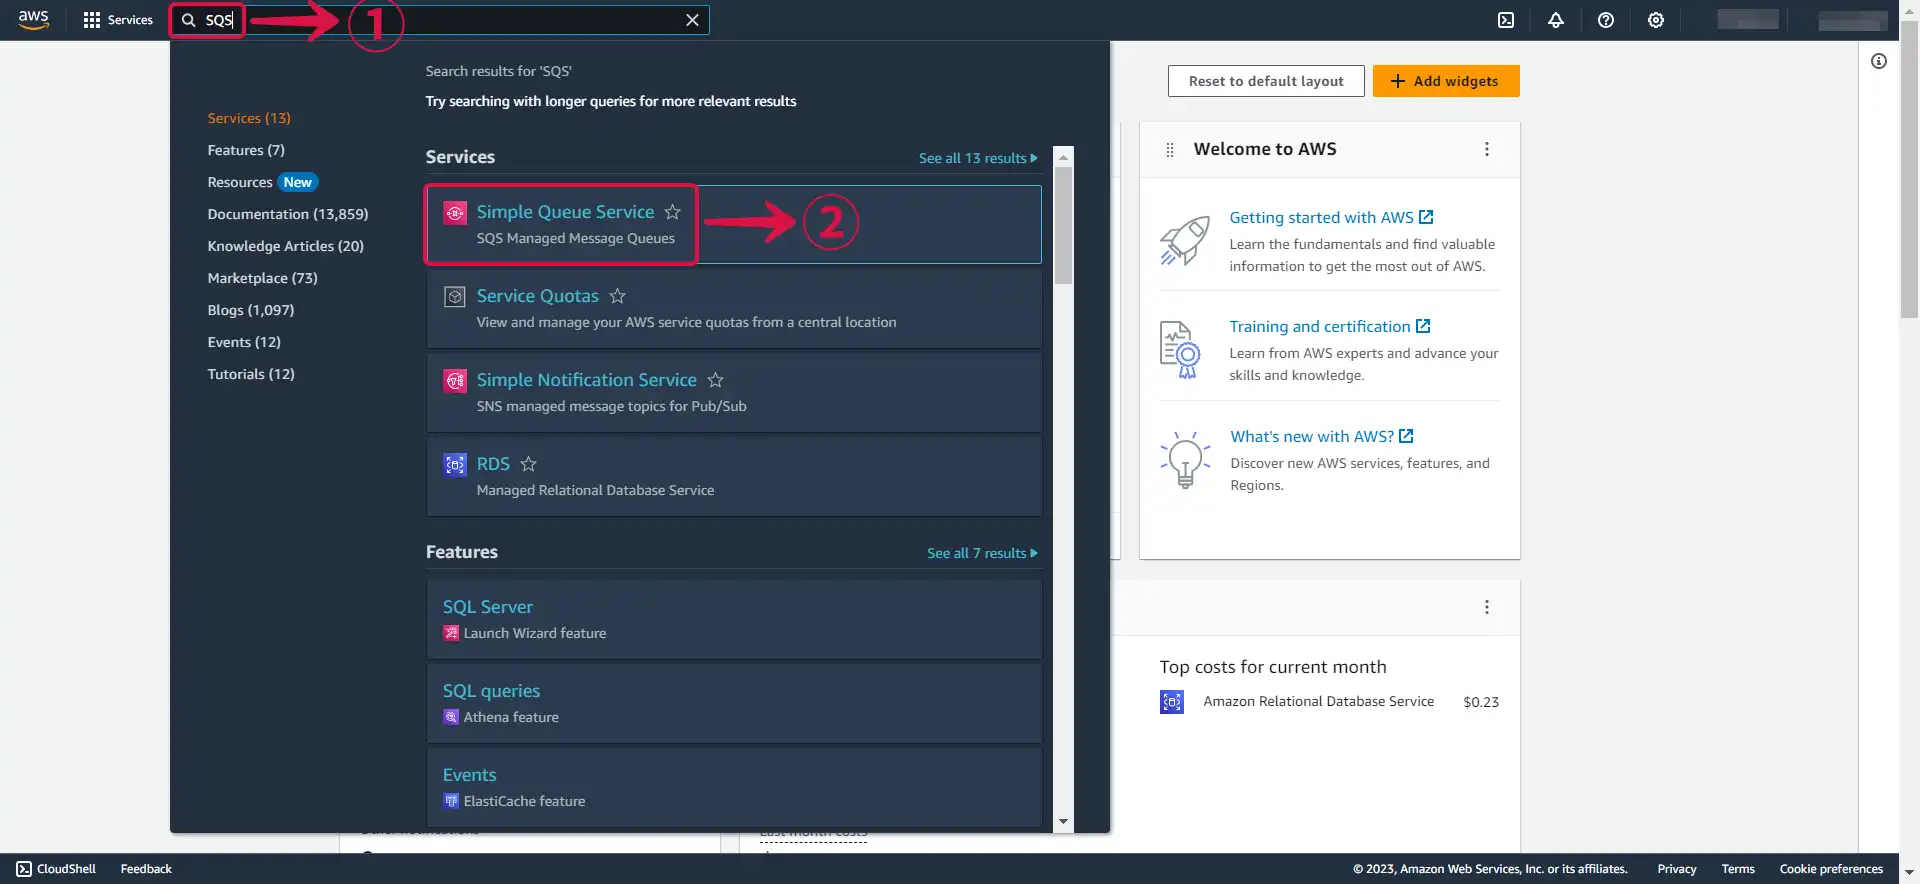 aws
Services
SQS
1
Search results for 'SQS'
Try searching with longer queries for more relevant results
Services (13)
Features (7)
Resources New
Documentation (13,859)
Knowledge Articles (20)
Marketplace (73)
Blogs (1,097)
Events (12)
Tutorials (12)
Services
See all 13 results
Simple Queue Service
SQS Managed Message Queues
2
Service Quotas
View and manage your AWS service quotas from a central location
Simple Notification Service
SNS managed message topics for Pub/Sub
RDS
Managed Relational Database Service
Features
See all 7 results
SQL Server
Launch Wizard feature
SQL queries
Athena feature
Events
ElastiCache feature
Reset to default layout
Add widgets
Welcome to AWS
Getting started with AWS
Learn the fundamentals and find valuable
information to get the most out of AWS.
Training and certification
Learn from AWS experts and advance your
skills and knowledge.
What's new with AWS?
Discover new AWS services, features, and
Regions.
Top costs for current month
Amazon Relational Database Service $0.23
Last month costs
CloudShell
Feedback
© 2023, Amazon Web Services, Inc. or its affiliates.
Privacy
Terms
Cookie preferences